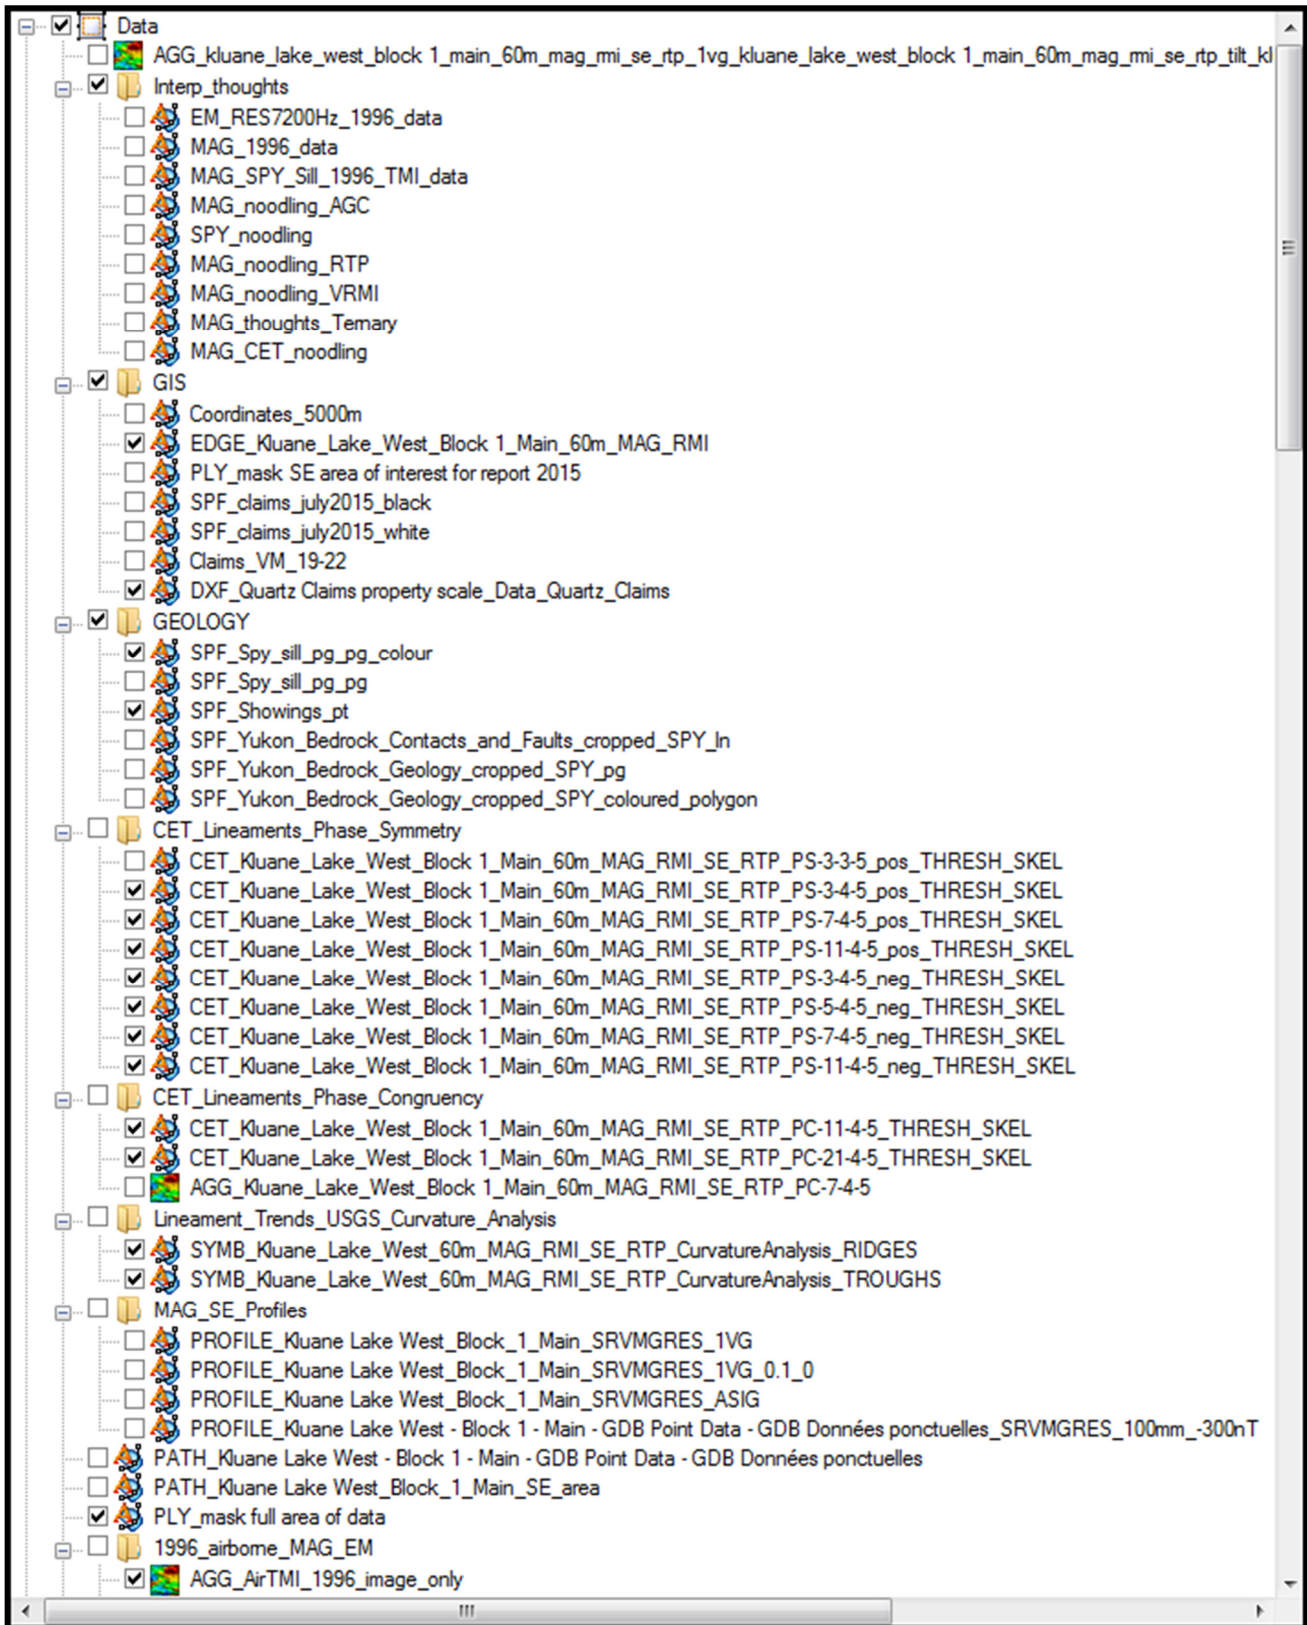 Data
AGG_kluane_lake_west_block 1_main_60m_mag_rmi_se_rtp_1vg_kluane_lake_west_block 1_main_60m_mag_rmi_se_rtp_tilt_kl
Interp_thoughts
EM_RES7200Hz_1996_data
MAG_1996_data
MAG_SPY_Sill_1996_TMI_data
MAG_noodling_AGC
SPY_noodling
MAG_noodling_RTP
MAG_noodling_VRMI
MAG_thoughts_Ternary
MAG_CET_noodling
GIS
Coordinates_5000m
EDGE_Kluane_Lake_West_Block 1_Main_60m_MAG_RMI
PLY_mask SE area of interest for report 2015
SPF_claims_july2015_black
SPF_claims_july2015_white
Claims_VM_19-22
DXF_Quartz Claims property scale_Data_Quartz_Claims
GEOLOGY
SPF_Spy_sill_pg_pg_colour
SPF_Spy_sill_pg_pg
SPF_Showings_pt
SPF_Yukon_Bedrock_Contacts_and_Faults_cropped_SPY_ln
SPF_Yukon_Bedrock_Geology_cropped_SPY_pg
SPF_Yukon_Bedrock_Geology_cropped_SPY_coloured_polygon
CET_Lineaments_Phase_Symmetry
CET_Kluane_Lake_West_Block 1_Main_60m_MAG_RMI_SE_RTP_PS-3-3-5_pos_THRESH_SKEL
CET_Kluane_Lake_West_Block 1_Main_60m_MAG_RMI_SE_RTP_PS-3-4-5_pos_THRESH_SKEL
CET_Kluane_Lake_West_Block 1_Main_60m_MAG_RMI_SE_RTP_PS-7-4-5_pos_THRESH_SKEL
CET_Kluane_Lake_West_Block 1_Main_60m_MAG_RMI_SE_RTP_PS-11-4-5_pos_THRESH_SKEL
CET_Kluane_Lake_West_Block 1_Main_60m_MAG_RMI_SE_RTP_PS-3-4-5_neg_THRESH_SKEL
CET_Kluane_Lake_West_Block 1_Main_60m_MAG_RMI_SE_RTP_PS-5-4-5_neg_THRESH_SKEL
CET_Kluane_Lake_West_Block 1_Main_60m_MAG_RMI_SE_RTP_PS-7-4-5_neg_THRESH_SKEL
CET_Kluane_Lake_West_Block 1_Main_60m_MAG_RMI_SE_RTP_PS-11-4-5_neg_THRESH_SKEL
CET_Lineaments_Phase_Congruency
CET_Kluane_Lake_West_Block 1_Main_60m_MAG_RMI_SE_RTP_PC-11-4-5_THRESH_SKEL
CET_Kluane_Lake_West_Block 1_Main_60m_MAG_RMI_SE_RTP_PC-21-4-5_THRESH_SKEL
AGG_Kluane_Lake_West_Block 1_Main_60m_MAG_RMI_SE_RTP_PC-7-4-5
Lineament_Trends_USGS_Curvature_Analysis
SYMB_Kluane_Lake_West_60m_MAG_RMI_SE_RTP_CurvatureAnalysis_RIDGES
SYMB_Kluane_Lake_West_60m_MAG_RMI_SE_RTP_CurvatureAnalysis_TROUGHS
MAG_SE_Profiles
PROFILE_Kluane Lake West_Block_1_Main_SRVMGRES_1VG
PROFILE_Kluane Lake West_Block_1_Main_SRVMGRES_1VG_0.1_0
PROFILE_Kluane Lake West_Block_1_Main_SRVMGRES_ASIG
PROFILE_Kluane Lake West - Block 1 - Main - GDB Point Data - GDB Données ponctuelles_SRVMGRES_100mm_-300nT
PATH_Kluane Lake West - Block 1 - Main - GDB Point Data - GDB Données ponctuelles
PATH_Kluane Lake West_Block_1_Main_SE_area
PLY_mask full area of data
1996_airborne_MAG_EM
AGG_AirTMI_1996_image_only